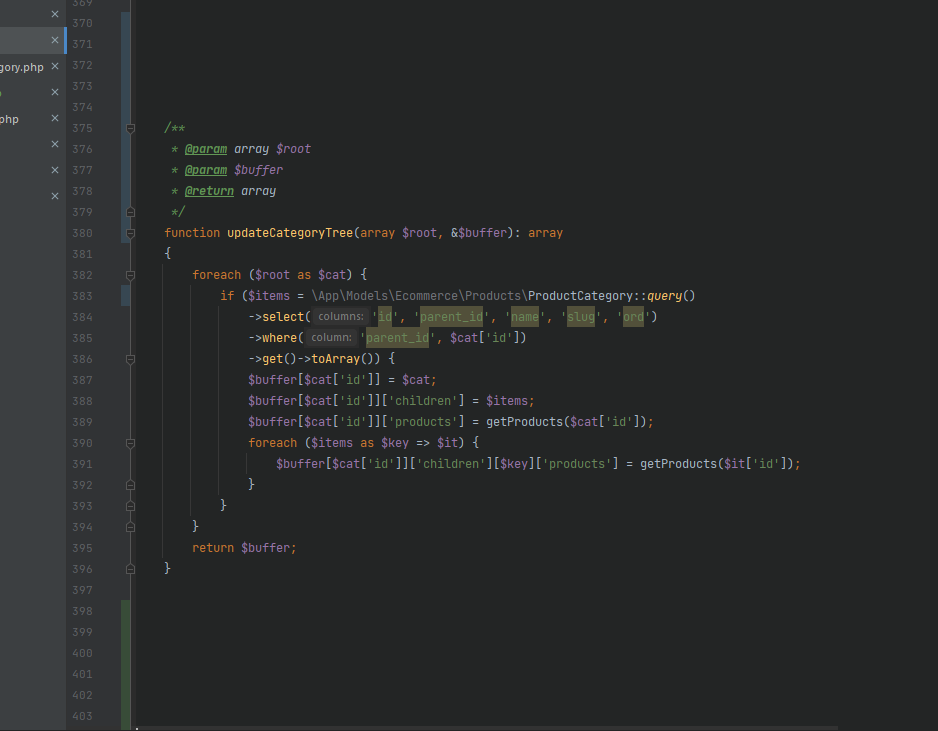 369
370
371
gory.php 372
373
374
375 /**
php 376 * @param array $root
377 * @param $buffer
378 * @return array
379 */
380 function updateCategoryTree(array $root, &$buffer): array
381 {
382 foreach ($root as $cat) {
383 if ($items = \App\Models\Ecommerce\Products\ProductCategory::query()
384 ->select( columns: 'id', 'parent_id', 'name', 'slug', 'ord')
385 ->where( column: 'parent_id', $cat['id'])
386 ->get()->toArray()) {
387 $buffer[$cat['id']] = $cat;
388 $buffer[$cat['id']]['children'] = $items;
389 $buffer[$cat['id']]['products'] = getProducts($cat['id']);
390 foreach ($items as $key => $it) {
391 $buffer[$cat['id']]['children'][$key]['products'] = getProducts($it['id']);
392 }
393 }
394 }
395 return $buffer;
396 }
397
398
399
400
401
402
403